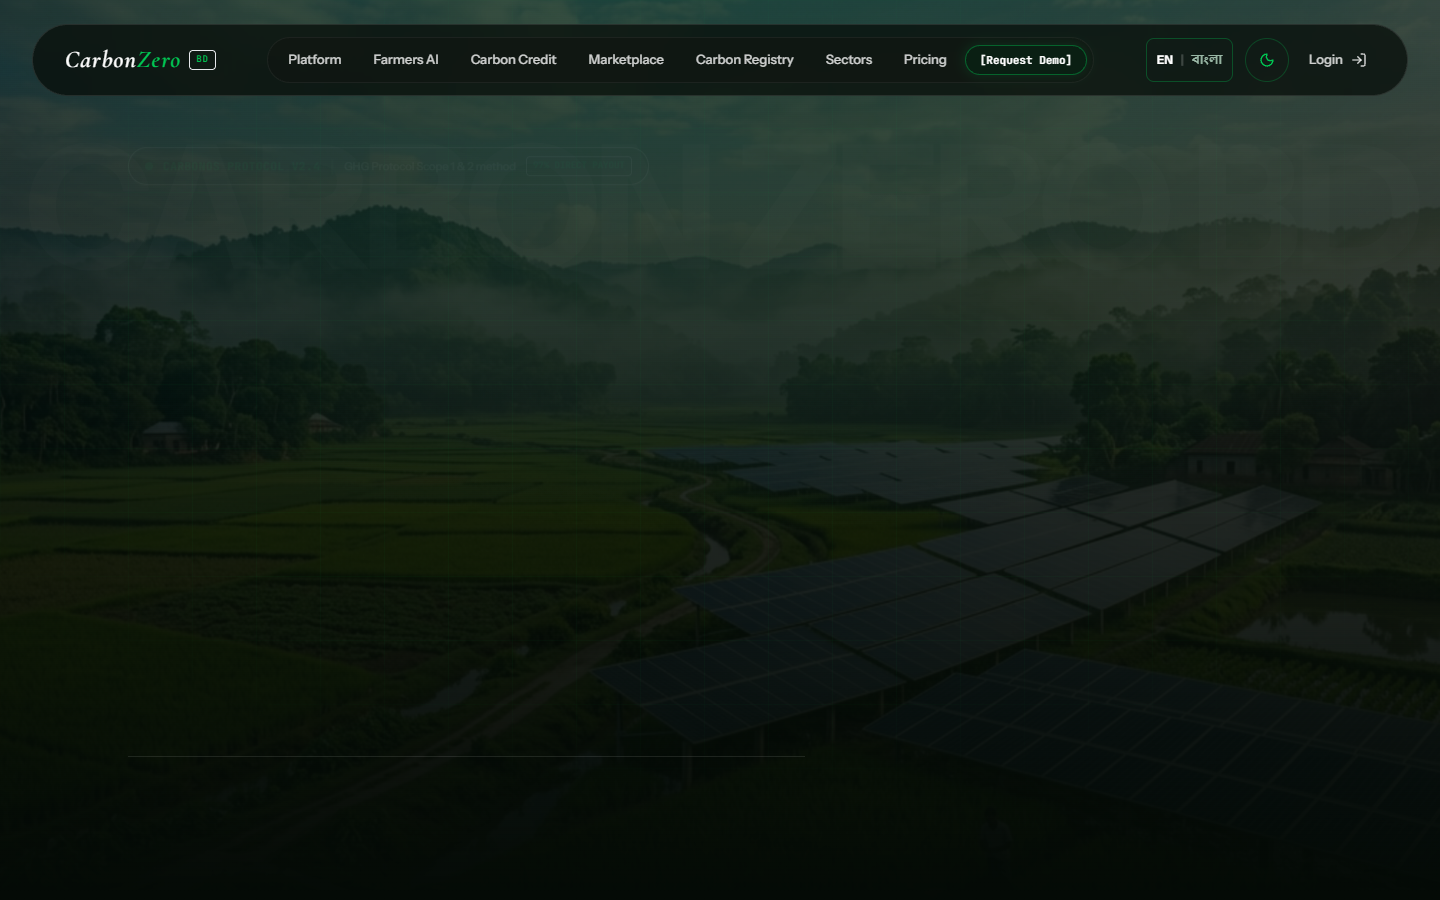 CarbonZero BD
Platform
Farmers AI
Carbon Credit
Marketplace
Carbon Registry
Sectors
Pricing
[Request Demo]
EN | বাংলা
Login